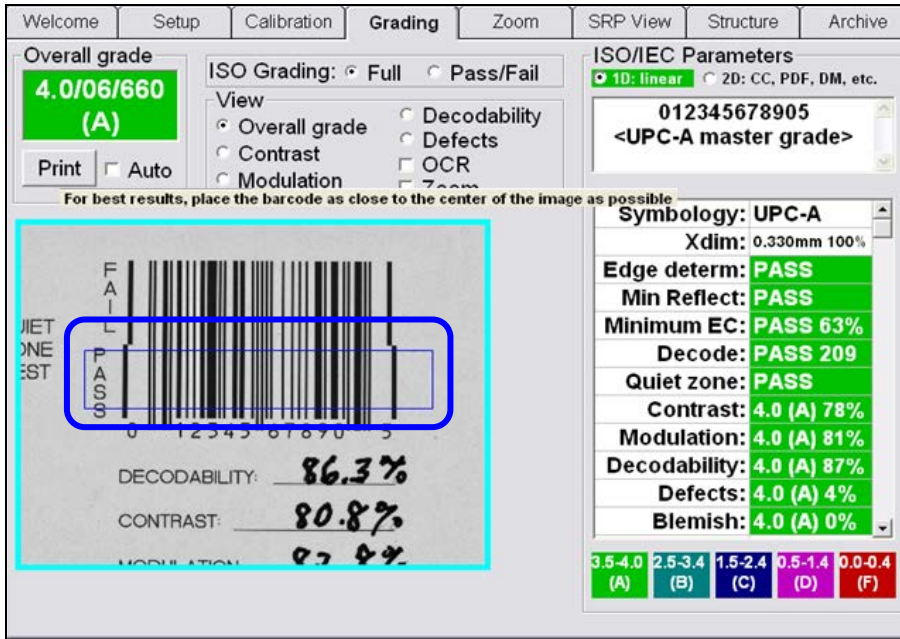 Welcome
Setup
Calibration
Grading
Zoom
SRP View
Structure
Archive
Overall grade
4.0/06/660
(A)
Print
Auto
ISO Grading:
Full
Pass/Fail
View
Overall grade
Contrast
Modulation
Decodability
Defects
OCR
Zoom
For best results, place the barcode as close to the center of the image as possible
ISO/IEC Parameters
1D: linear
2D: CC, PDF, DM, etc.
012345678905
<UPC-A master grade>
Symbology: UPC-A
Xdim: 0.330mm 100%
Edge determ: PASS
Min Reflect: PASS
Minimum EC: PASS 63%
Decode: PASS 209
Quiet zone: PASS
Contrast: 4.0 (A) 78%
Modulation: 4.0 (A) 81%
Decodability: 4.0 (A) 87%
Defects: 4.0 (A) 4%
Blemish: 4.0 (A) 0%
3.5-4.0 (A)
2.5-3.4 (B)
1.5-2.4 (C)
0.5-1.4 (D)
0.0-0.4 (F)
FAIL
PASS
0 12345 67890 5
DECODABILITY: 86.3%
CONTRAST: 80.8%